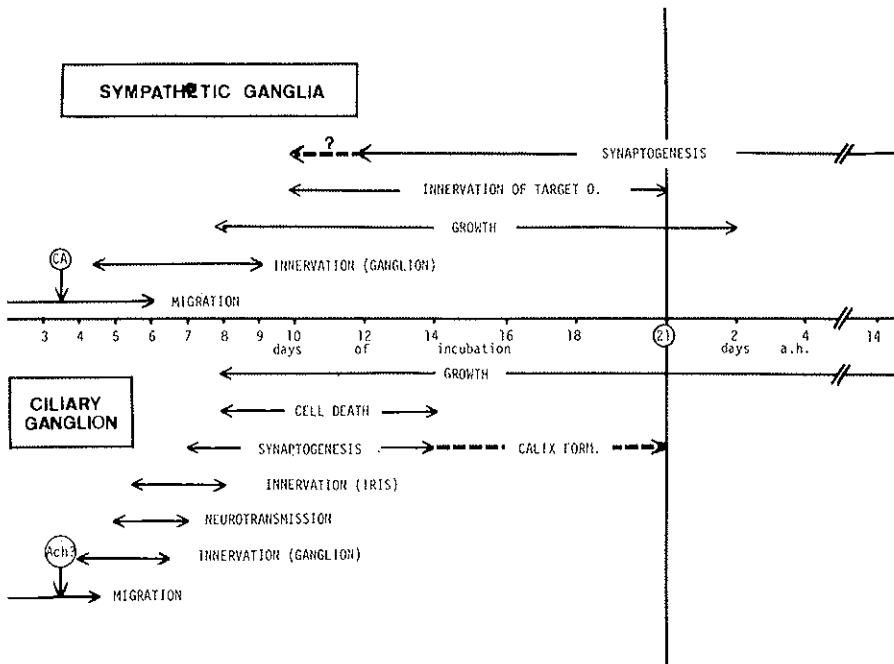 SYMPATHETIC GANGLIA
?
SYNAPTOGENESIS
INNERVATION OF TARGET O.
GROWTH
CA
INNERVATION (GANGLION)
MIGRATION
3 4 5 6 7 8 9 10 12 14 16 18 21 2 4 14
days of incubation days a.h.
GROWTH
CILIARY
GANGLION
CELL DEATH
SYNAPTOGENESIS CALIX FORM.
INNERVATION (IRIS)
NEUROTRANSMISSION
Ach?
INNERVATION (GANGLION)
MIGRATION